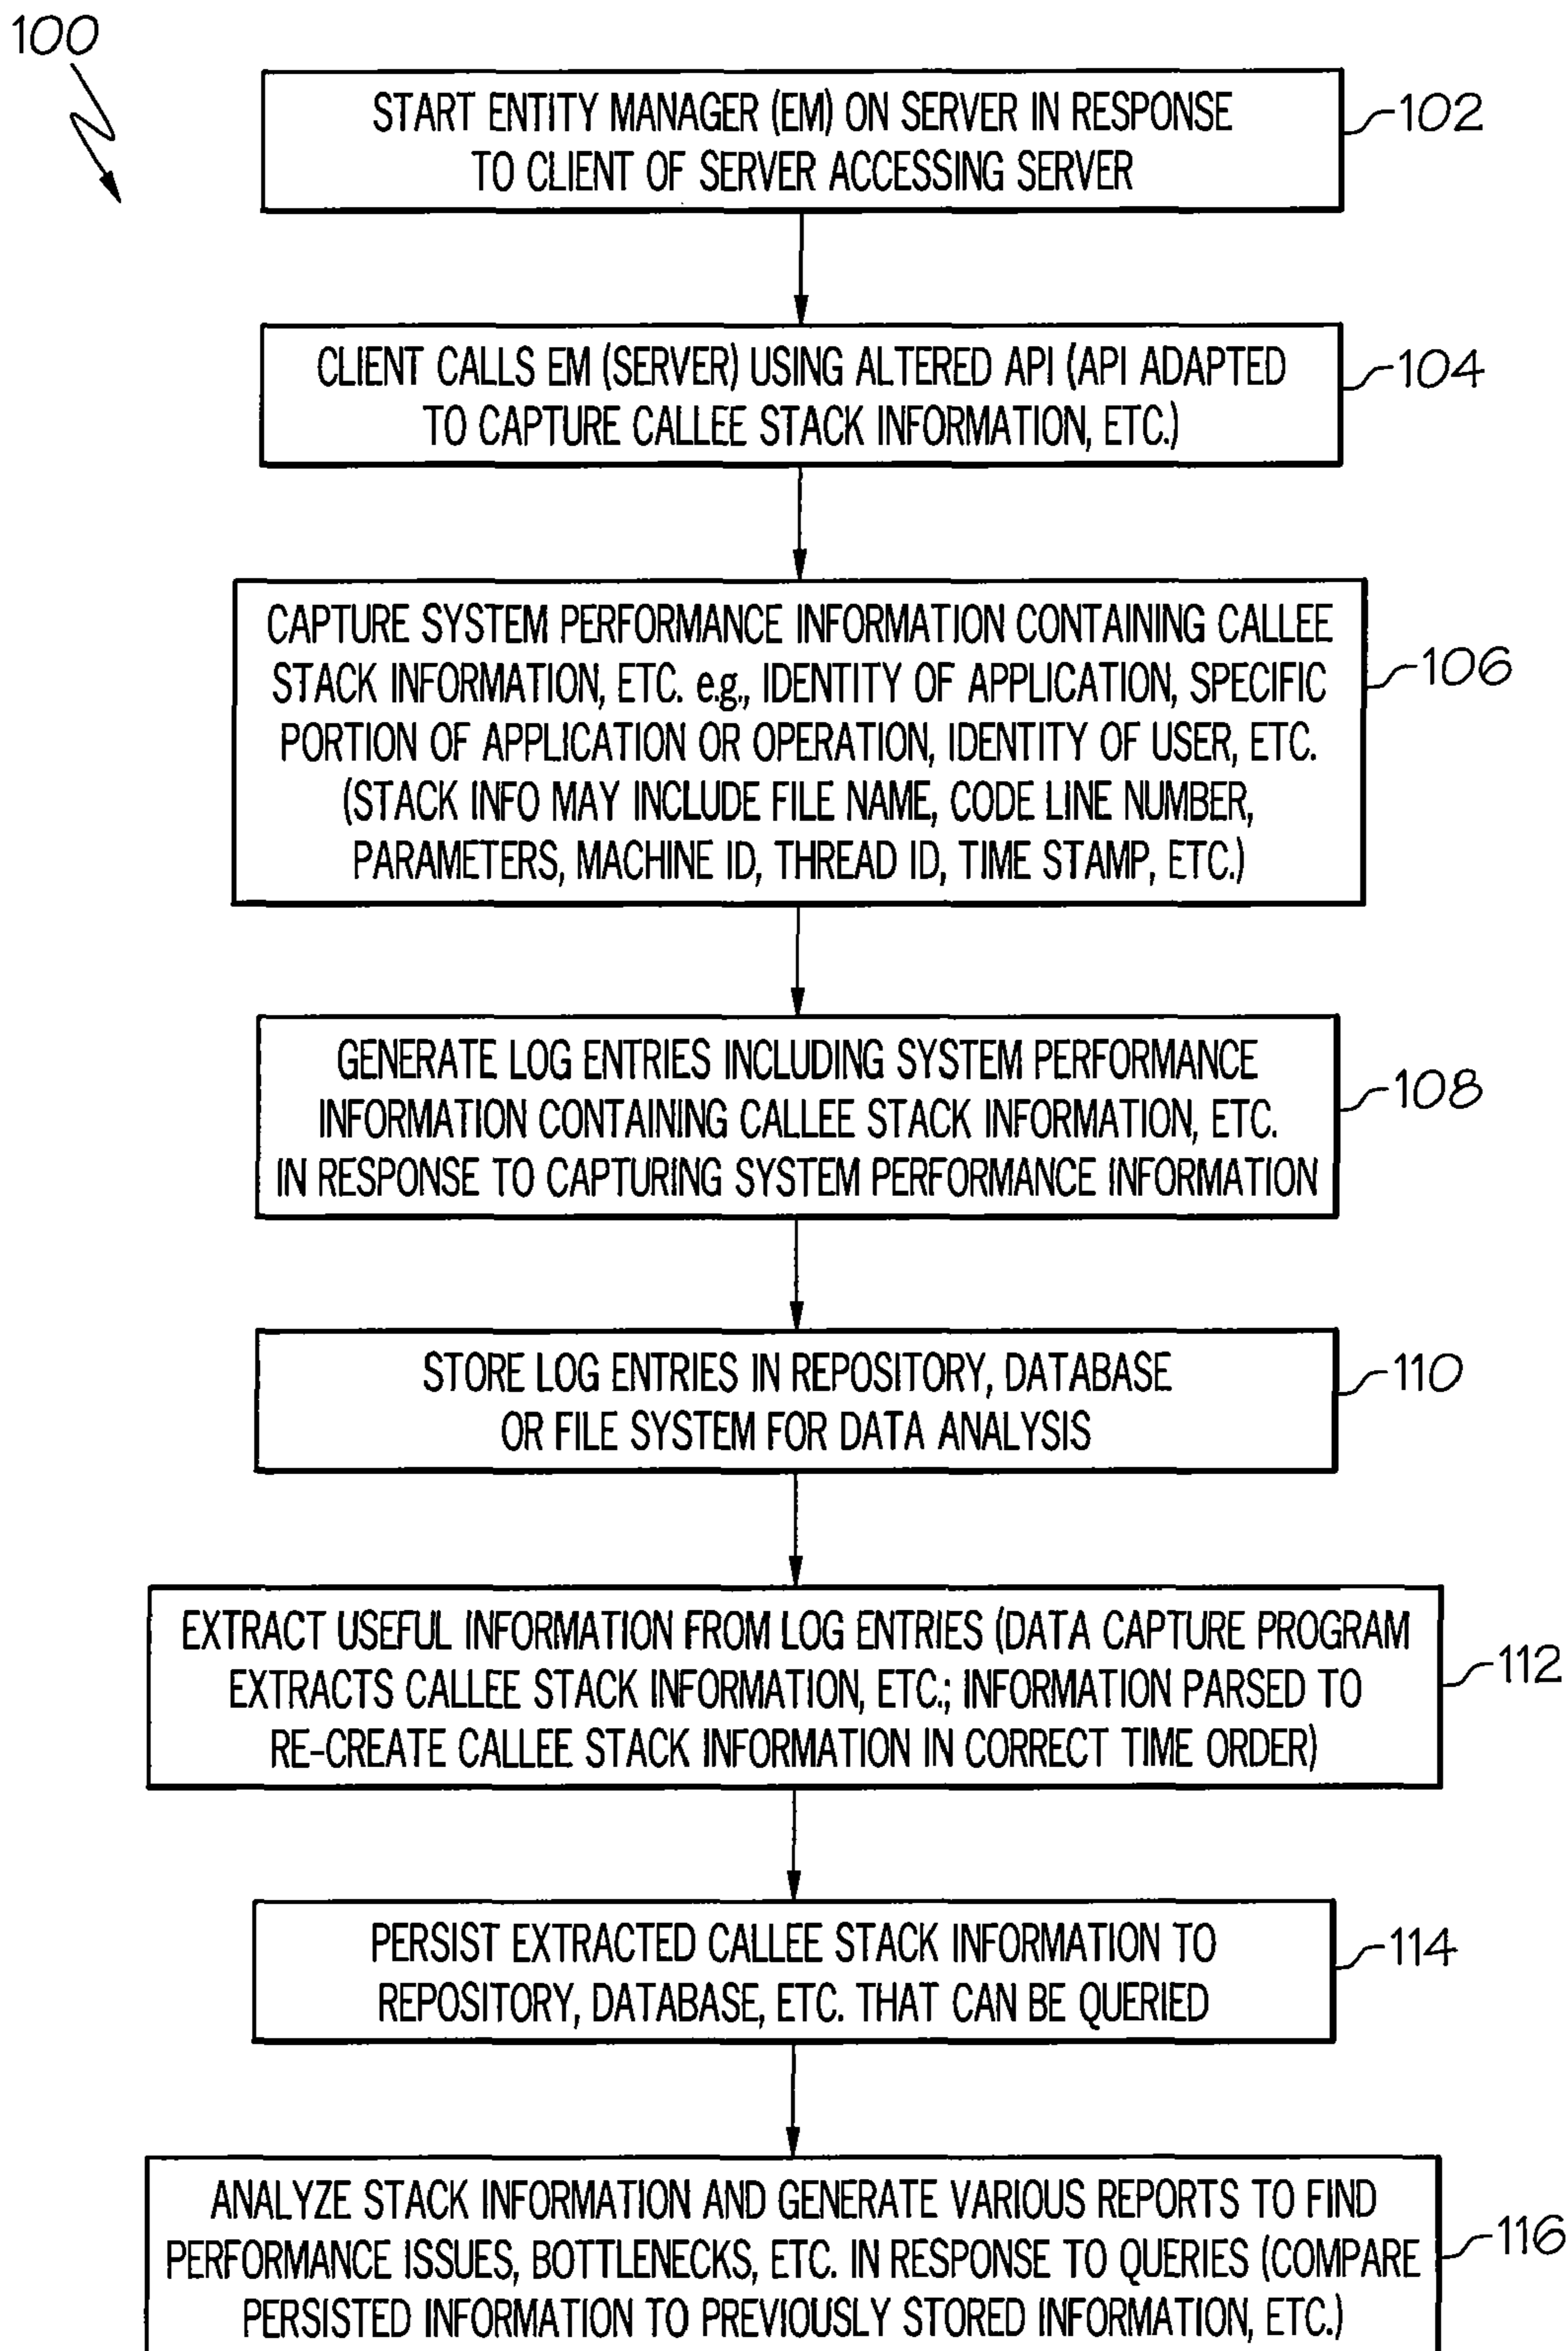 100
START ENTITY MANAGER (EM) ON SERVER IN RESPONSE
TO CLIENT OF SERVER ACCESSING SERVER
102
CLIENT CALLS EM (SERVER) USING ALTERED API (API ADAPTED
TO CAPTURE CALLEE STACK INFORMATION, ETC.)
104
CAPTURE SYSTEM PERFORMANCE INFORMATION CONTAINING CALLEE
STACK INFORMATION, ETC. e.g., IDENTITY OF APPLICATION, SPECIFIC
PORTION OF APPLICATION OR OPERATION, IDENTITY OF USER, ETC.
(STACK INFO MAY INCLUDE FILE NAME, CODE LINE NUMBER,
PARAMETERS, MACHINE ID, THREAD ID, TIME STAMP, ETC.)
106
GENERATE LOG ENTRIES INCLUDING SYSTEM PERFORMANCE
INFORMATION CONTAINING CALLEE STACK INFORMATION, ETC.
IN RESPONSE TO CAPTURING SYSTEM PERFORMANCE INFORMATION
108
STORE LOG ENTRIES IN REPOSITORY, DATABASE
OR FILE SYSTEM FOR DATA ANALYSIS
110
EXTRACT USEFUL INFORMATION FROM LOG ENTRIES (DATA CAPTURE PROGRAM
EXTRACTS CALLEE STACK INFORMATION, ETC.; INFORMATION PARSED TO
RE-CREATE CALLEE STACK INFORMATION IN CORRECT TIME ORDER)
112
PERSIST EXTRACTED CALLEE STACK INFORMATION TO
REPOSITORY, DATABASE, ETC. THAT CAN BE QUERIED
114
ANALYZE STACK INFORMATION AND GENERATE VARIOUS REPORTS TO FIND
PERFORMANCE ISSUES, BOTTLENECKS, ETC. IN RESPONSE TO QUERIES (COMPARE
PERSISTED INFORMATION TO PREVIOUSLY STORED INFORMATION, ETC.)
116